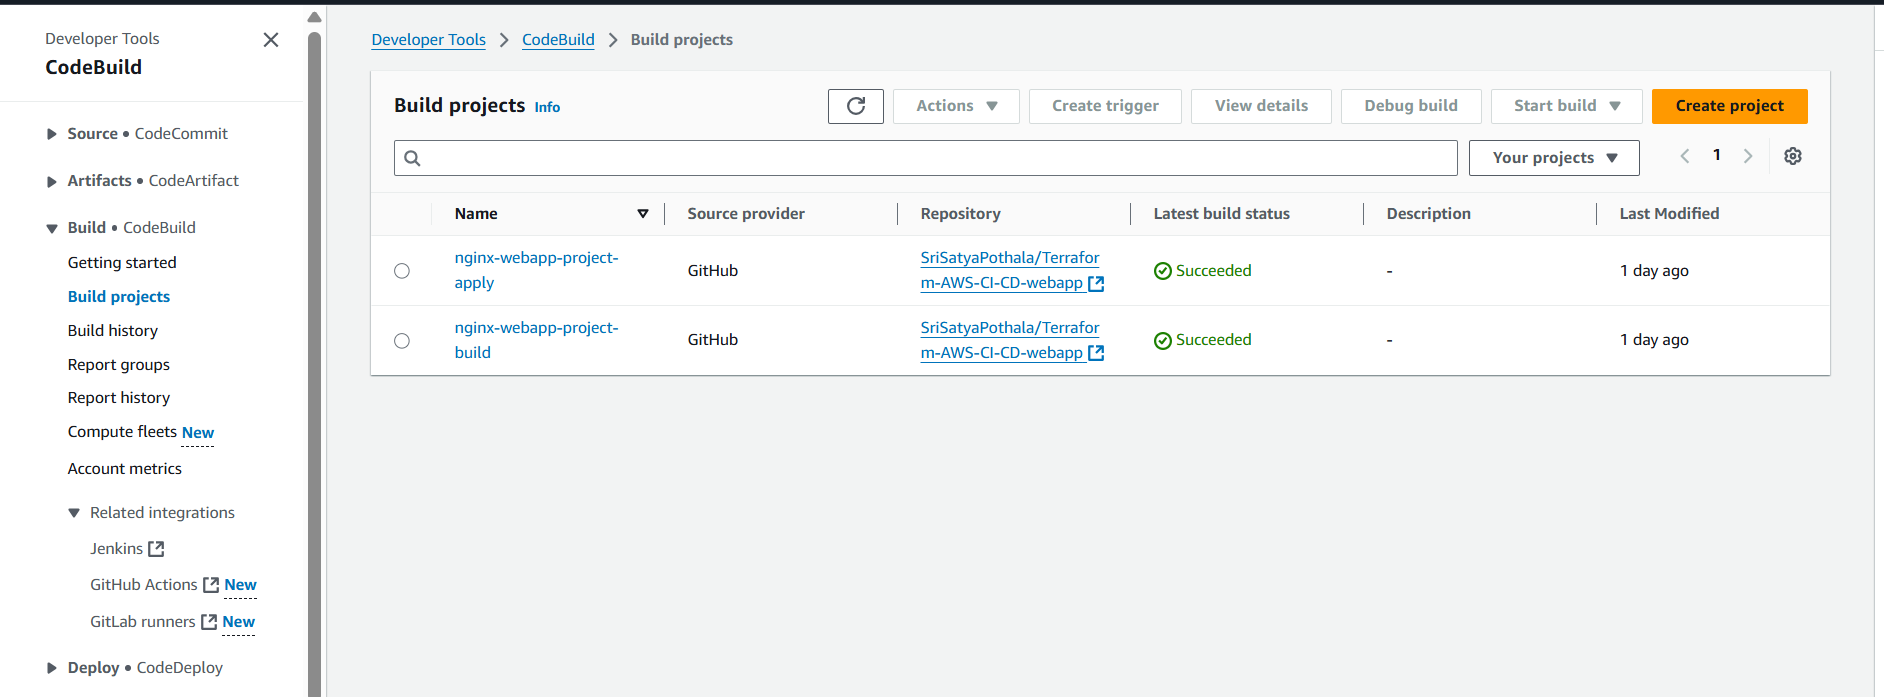 Developer Tools
CodeBuild
Source • CodeCommit
Artifacts • CodeArtifact
Build • CodeBuild
Getting started
Build projects
Build history
Report groups
Report history
Compute fleets New
Account metrics
Related integrations
Jenkins
GitHub Actions New
GitLab runners New
Deploy • CodeDeploy
Developer Tools > CodeBuild > Build projects
Build projects Info
Actions Create trigger View details Debug build Start build Create project
Your projects 1
Name Source provider Repository Latest build status Description Last Modified
nginx-webapp-project-
apply
GitHub
SriSatyaPothala/Terrafor
m-AWS-CI-CD-webapp
Succeeded
-
1 day ago
nginx-webapp-project-
build
GitHub
SriSatyaPothala/Terrafor
m-AWS-CI-CD-webapp
Succeeded
-
1 day ago